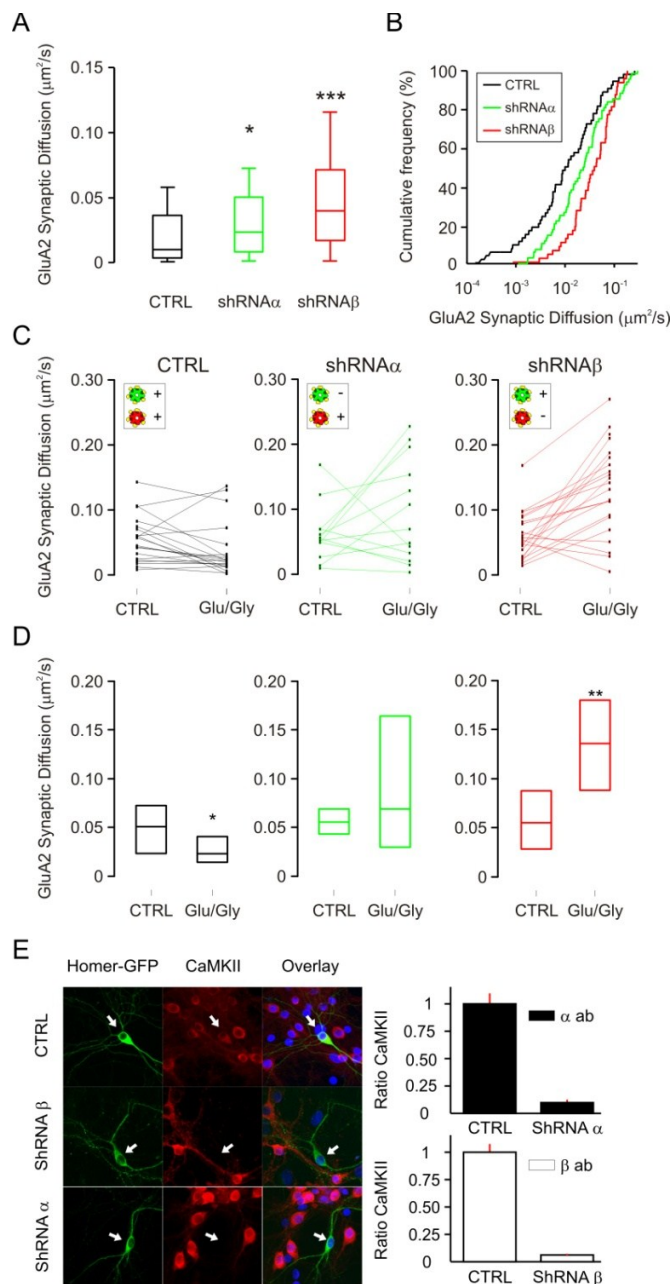 A
GluA2 Synaptic Diffusion (μm²/s)
0.15
0.10
0.05
0
*
***
CTRL shRNAα shRNAβ
B
Cumulative frequency (%)
100
80
60
40
20
0
CTRL
shRNAα
shRNAβ
10⁻⁴ 10⁻³ 10⁻² 10⁻¹
GluA2 Synaptic Diffusion (μm²/s)
C
GluA2 Synaptic Diffusion (μm²/s)
CTRL shRNAα shRNAβ
+ - +
+ + -
0.30 0.30 0.30
0.20 0.20 0.20
0.10 0.10 0.10
0 0 0
CTRL Glu/Gly CTRL Glu/Gly CTRL Glu/Gly
D
GluA2 Synaptic Diffusion (μm²/s)
0.20 0.20 0.20
0.15 0.15 0.15
0.10 0.10 0.10
0.05 0.05 0.05
0 0 0
*
**
CTRL Glu/Gly CTRL Glu/Gly CTRL Glu/Gly
E
Homer-GFP CaMKII Overlay
CTRL
ShRNA β
ShRNA α
Ratio CaMKII
1
0.75
0.50
0.25
0
α ab
CTRL ShRNA α
Ratio CaMKII
1
0.75
0.50
0.25
0
β ab
CTRL ShRNA β